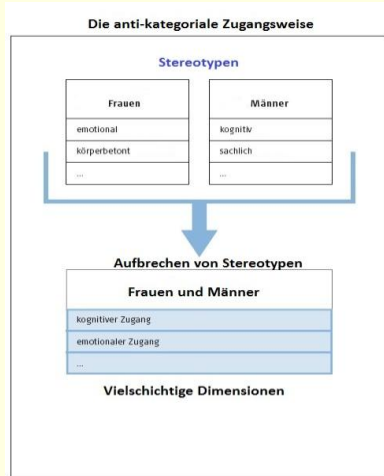 Die anti-kategoriale Zugangsweise
Stereotypen
Frauen
emotional
körperbetont
...
Männer
kognitiv
sachlich
...
Aufbrechen von Stereotypen
Frauen und Männer
kognitiver Zugang
emotionaler Zugang
...
Vielschichtige Dimensionen